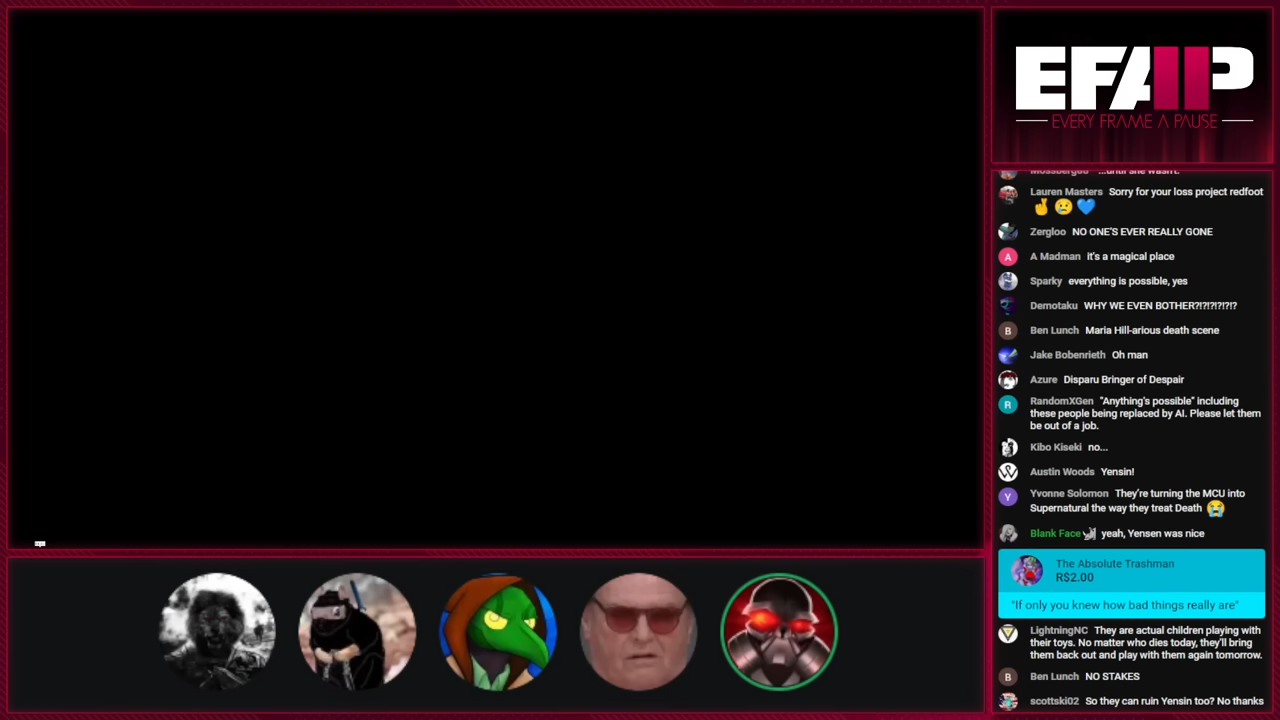 EFAP
EVERY FRAME A PAUSE
Mossberg88 ...until she wasn't.
Lauren Masters Sorry for your loss project redfoot
🤞😢💙
Zergloo NO ONE'S EVER REALLY GONE
A Madman it's a magical place
Sparky everything is possible, yes
Demotaku WHY WE EVEN BOTHER?!?!?!?!?!?
B Ben Lunch Maria Hill-arious death scene
Jake Bobenrieth Oh man
Azure Disparu Bringer of Despair
R RandomXGen "Anything's possible" including
these people being replaced by AI. Please let them
be out of a job.
Kibo Kiseki no...
Austin Woods Yensin!
Y Yvonne Solomon They're turning the MCU into
Supernatural the way they treat Death 😭
Blank Face yeah, Yensen was nice
The Absolute Trashman
R$2.00
"If only you knew how bad things really are"
LightningNC They are actual children playing with
their toys. No matter who dies today, they'll bring
them back out and play with them again tomorrow.
B Ben Lunch NO STAKES
scottski02 So they can ruin Yensin too? No thanks